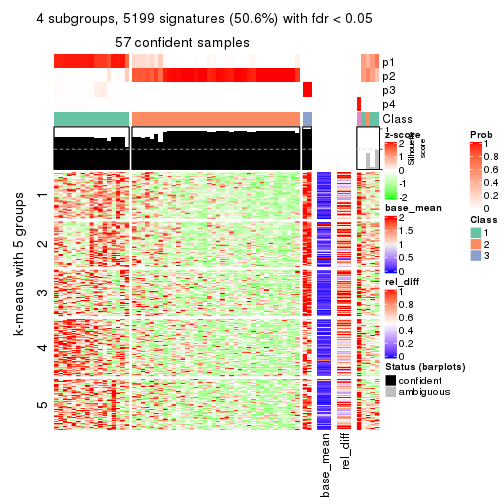 4 subgroups, 5199 signatures (50.6%) with fdr < 0.05
57 confident samples
p1
p2
p3
p4
Class
1
Silhouette
score
k-means with 5 groups
1
2
3
4
5
base_mean
rel_diff
z-score
2
1
0
-1
-2
base_mean
2
1.5
1
0.5
0
rel_diff
1
0.8
0.6
0.4
0.2
0
Status (barplots)
confident
ambiguous
Prob
1
0.8
0.6
0.4
0.2
0
Class
1
2
3